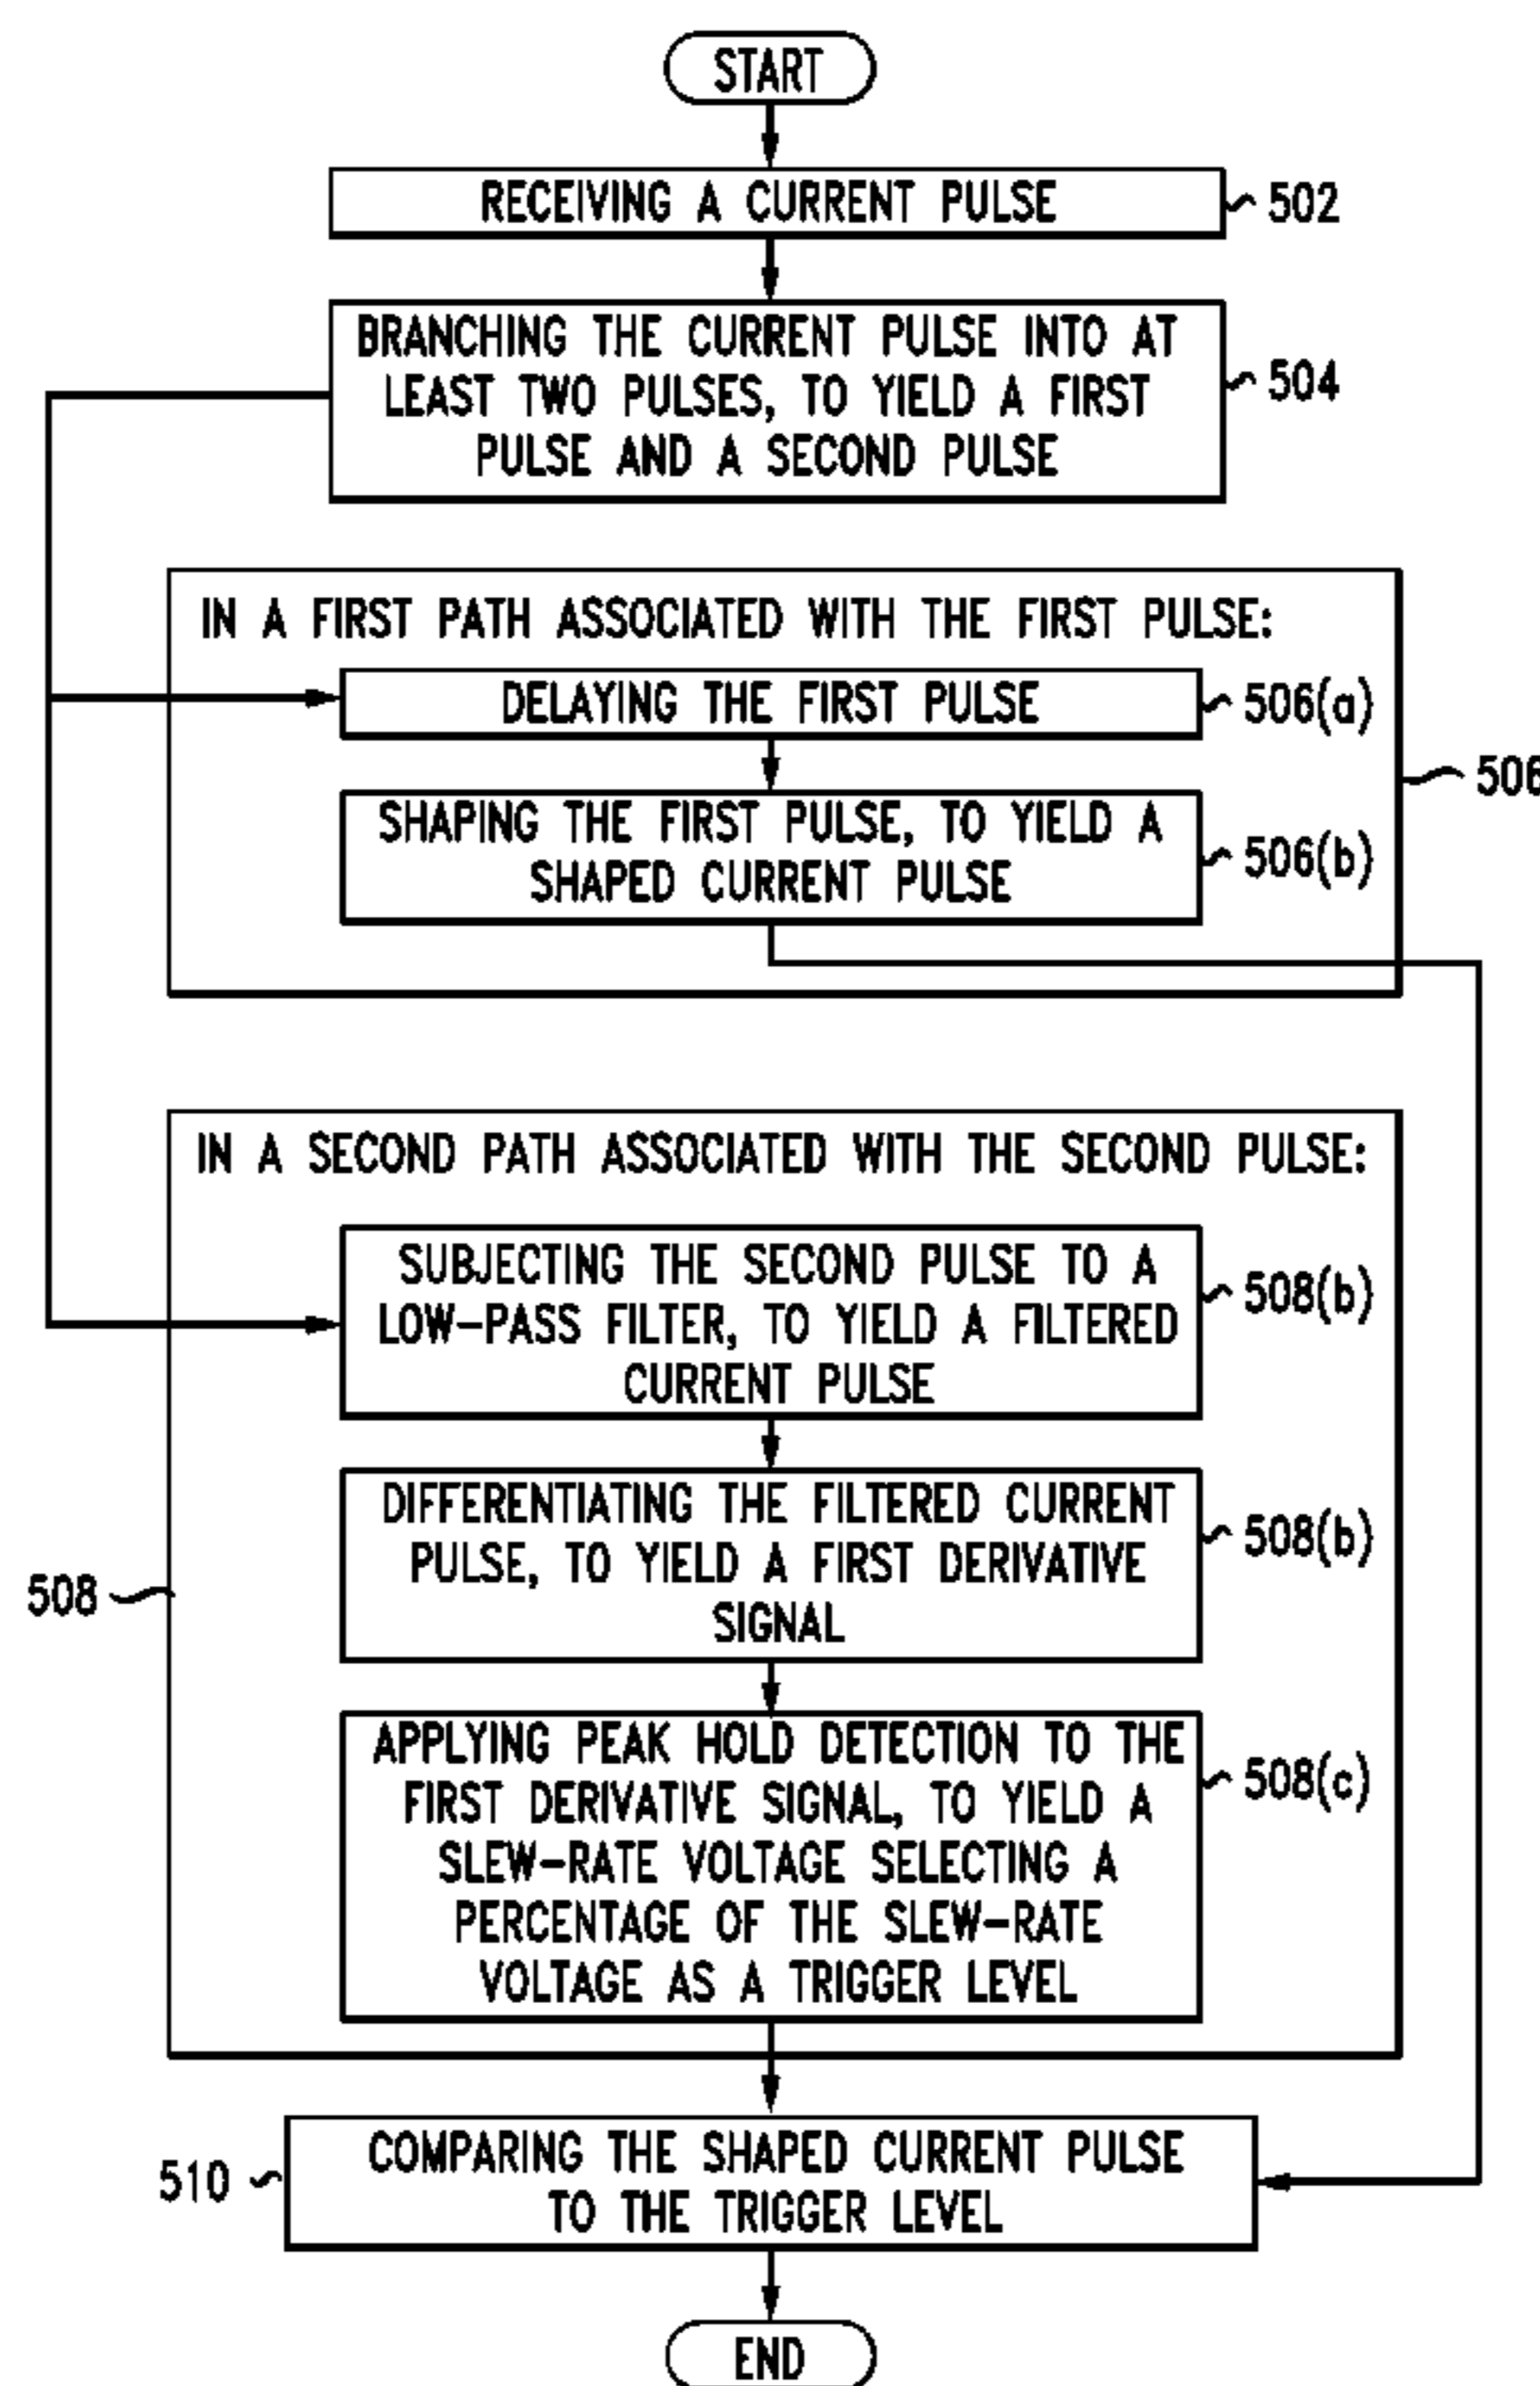 START
RECEIVING A CURRENT PULSE
502
BRANCHING THE CURRENT PULSE INTO AT
LEAST TWO PULSES, TO YIELD A FIRST
PULSE AND A SECOND PULSE
504
IN A FIRST PATH ASSOCIATED WITH THE FIRST PULSE:
DELAYING THE FIRST PULSE
506(a)
506
SHAPING THE FIRST PULSE, TO YIELD A
SHAPED CURRENT PULSE
506(b)
IN A SECOND PATH ASSOCIATED WITH THE SECOND PULSE:
SUBJECTING THE SECOND PULSE TO A
LOW-PASS FILTER, TO YIELD A FILTERED
CURRENT PULSE
508(b)
DIFFERENTIATING THE FILTERED CURRENT
PULSE, TO YIELD A FIRST DERIVATIVE
SIGNAL
508(b)
508
APPLYING PEAK HOLD DETECTION TO THE
FIRST DERIVATIVE SIGNAL, TO YIELD A
SLEW-RATE VOLTAGE SELECTING A
PERCENTAGE OF THE SLEW-RATE
VOLTAGE AS A TRIGGER LEVEL
508(c)
COMPARING THE SHAPED CURRENT PULSE
TO THE TRIGGER LEVEL
510
END